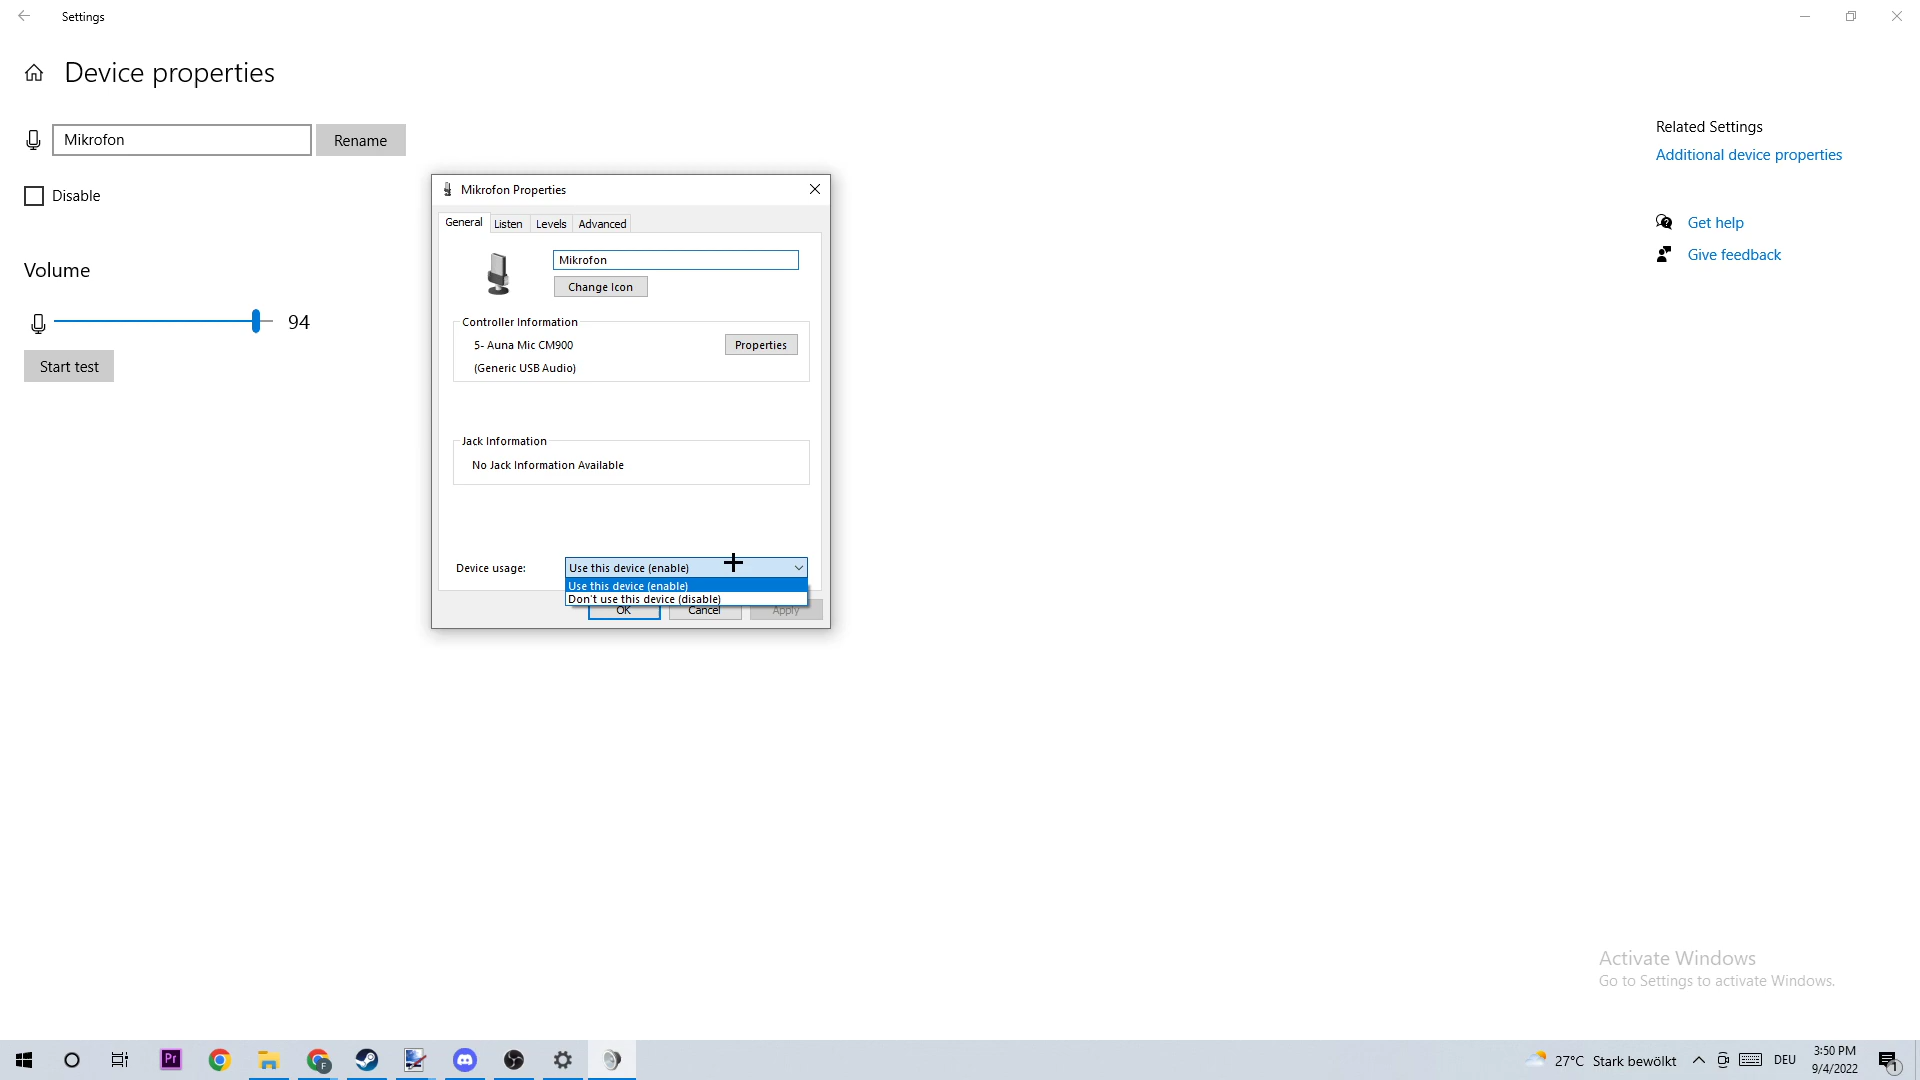 Settings
Device properties
Mikrofon
Rename
Disable
Volume
94
Start test
Related Settings
Additional device properties
Get help
Give feedback
Mikrofon Properties
General Listen Levels Advanced
Mikrofon
Change Icon
Controller Information
5- Auna Mic CM900
Properties
(Generic USB Audio)
Jack Information
No Jack Information Available
Device usage:
Use this device (enable)
Use this device (enable)
Don't use this device (disable)
OK Cancel Apply
Activate Windows
Go to Settings to activate Windows.
Pr
F
27°C Stark bewölkt
DEU
3:50 PM
9/4/2022
1